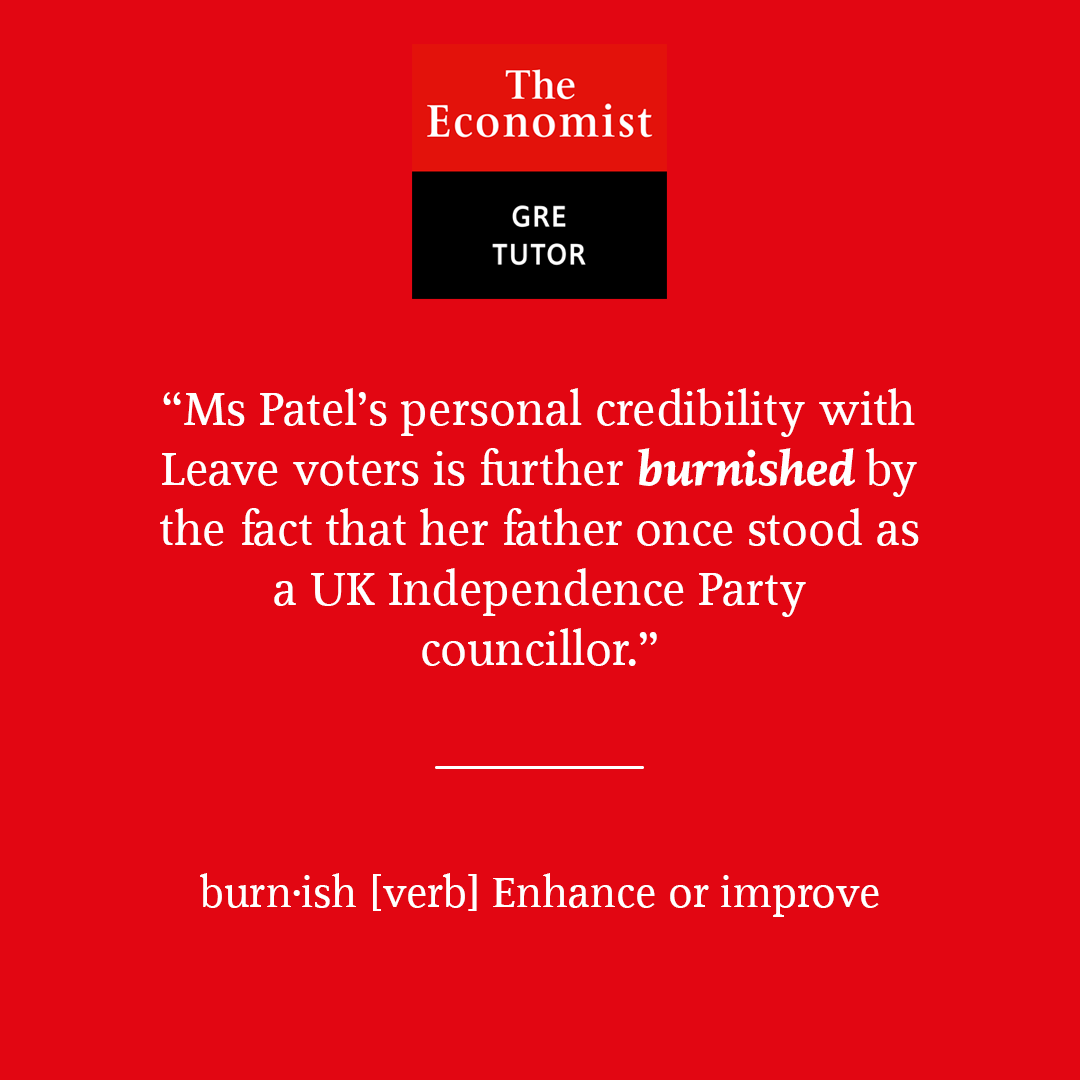 The
Economist
GRE
TUTOR
“Ms Patel’s personal credibility with
Leave voters is further burnished by
the fact that her father once stood as
a UK Independence Party
councillor.”
burn·ish [verb] Enhance or improve